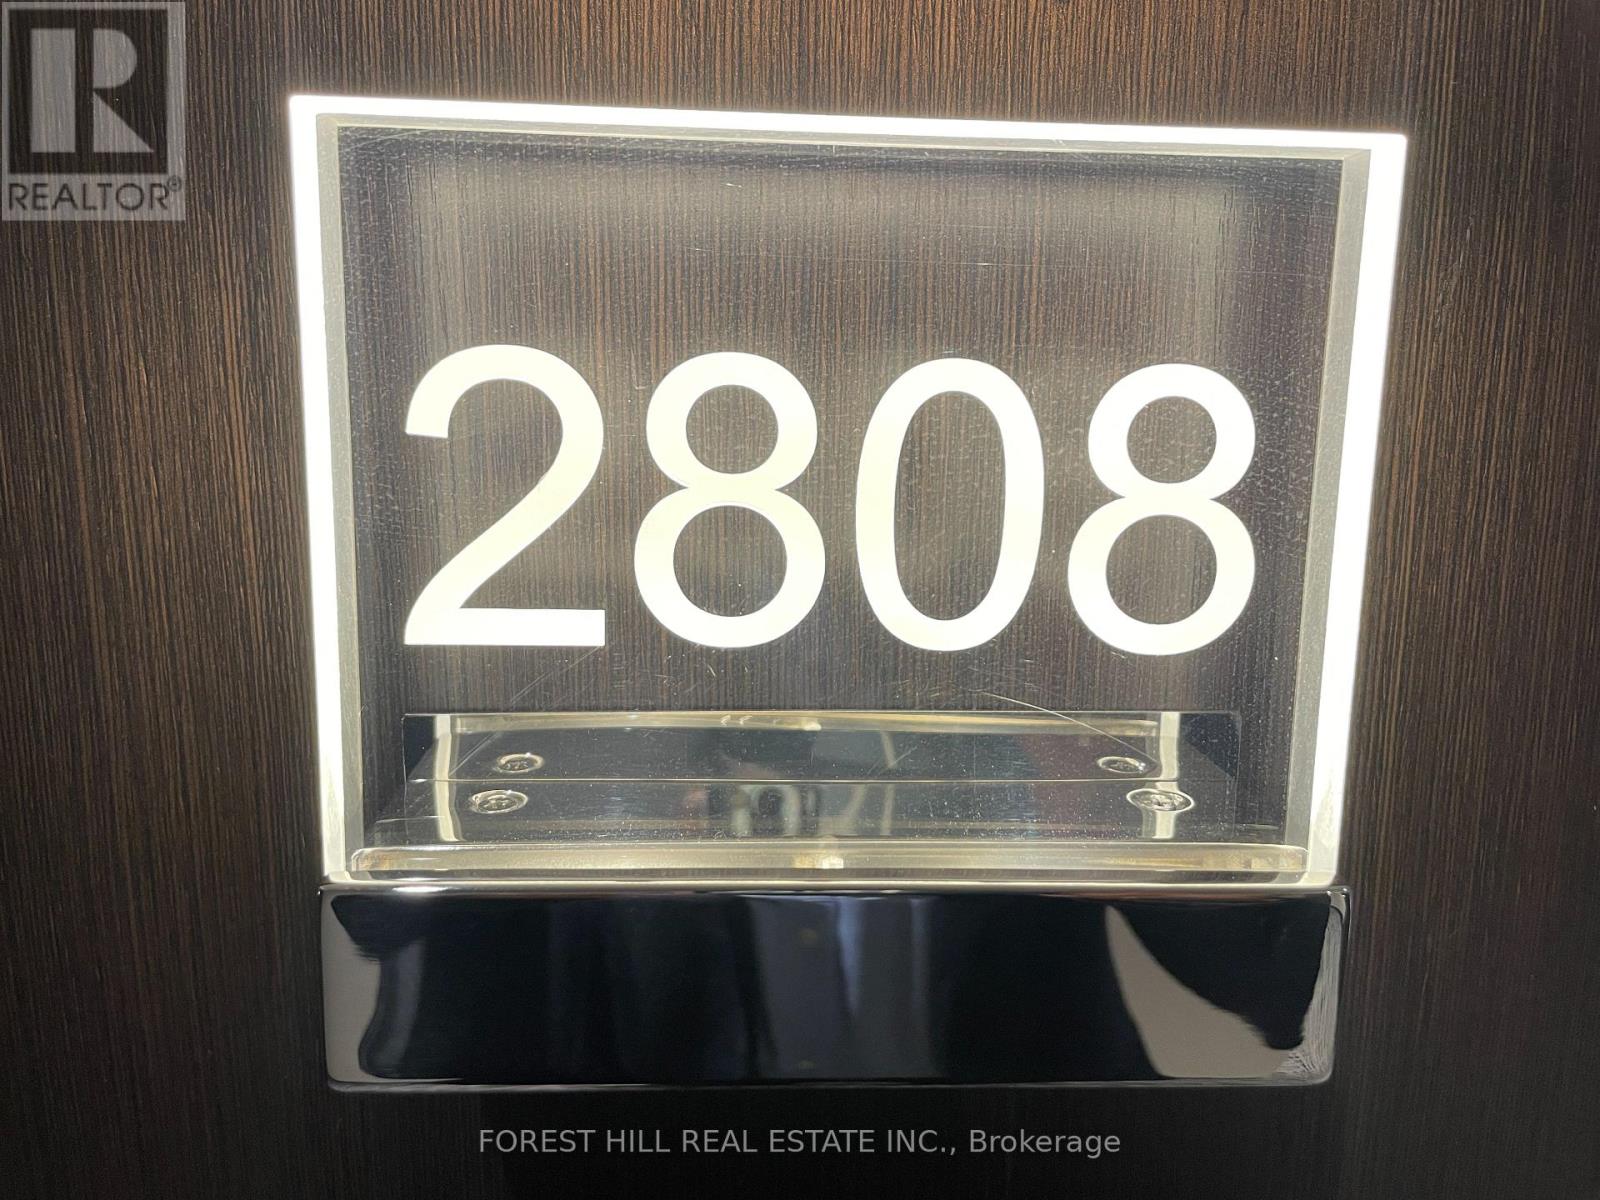 R
REALTOR®
2808
FOREST HILL REAL ESTATE INC., Brokerage